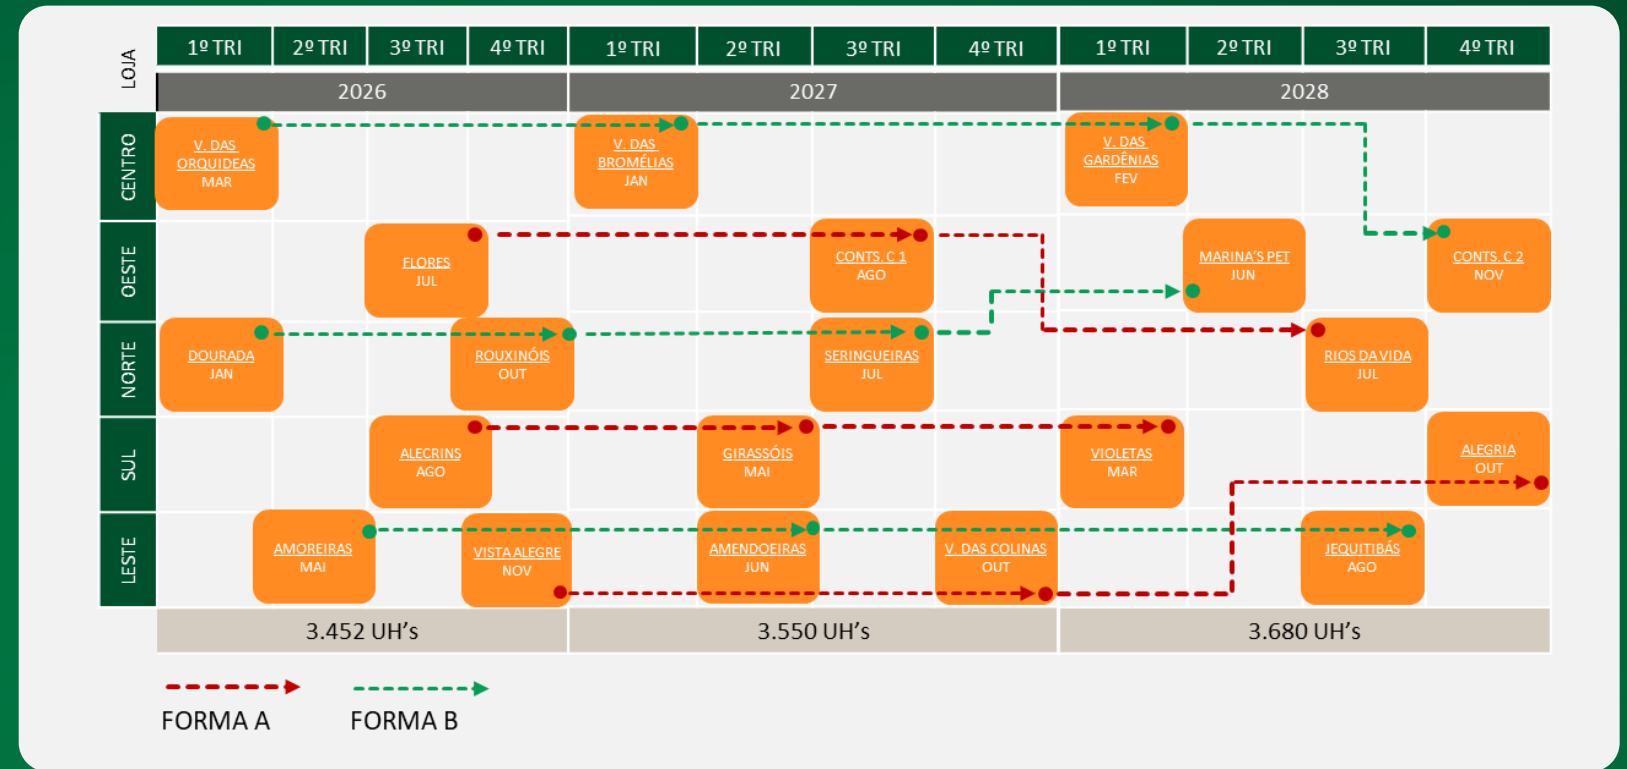 LOJA
1º TRI 2º TRI 3º TRI 4º TRI 1º TRI 2º TRI 3º TRI 4º TRI 1º TRI 2º TRI 3º TRI 4º TRI
2026 2027 2028
CENTRO
V. DAS
ORQUIDEAS
MAR
V. DAS
BROMÉLIAS
JAN
V. DAS
GARDÊNIAS
FEV
OESTE
FLORES
JUL
CONTS. C 1
AGO
MARINA'S PET
JUN
CONTS. C 2
NOV
NORTE
DOURADA
JAN
ROUXINÓIS
OUT
SERINGUEIRAS
JUL
RIOS DA VIDA
JUL
SUL
ALECRINS
AGO
GIRASSÓIS
MAI
VIOLETAS
MAR
ALEGRIA
OUT
LESTE
AMOREIRAS
MAI
VISTA ALEGRE
NOV
AMENDOEIRAS
JUN
V. DAS COLINAS
OUT
JEQUITIBÁS
AGO
3.452 UH's 3.550 UH's 3.680 UH's
FORMA A FORMA B